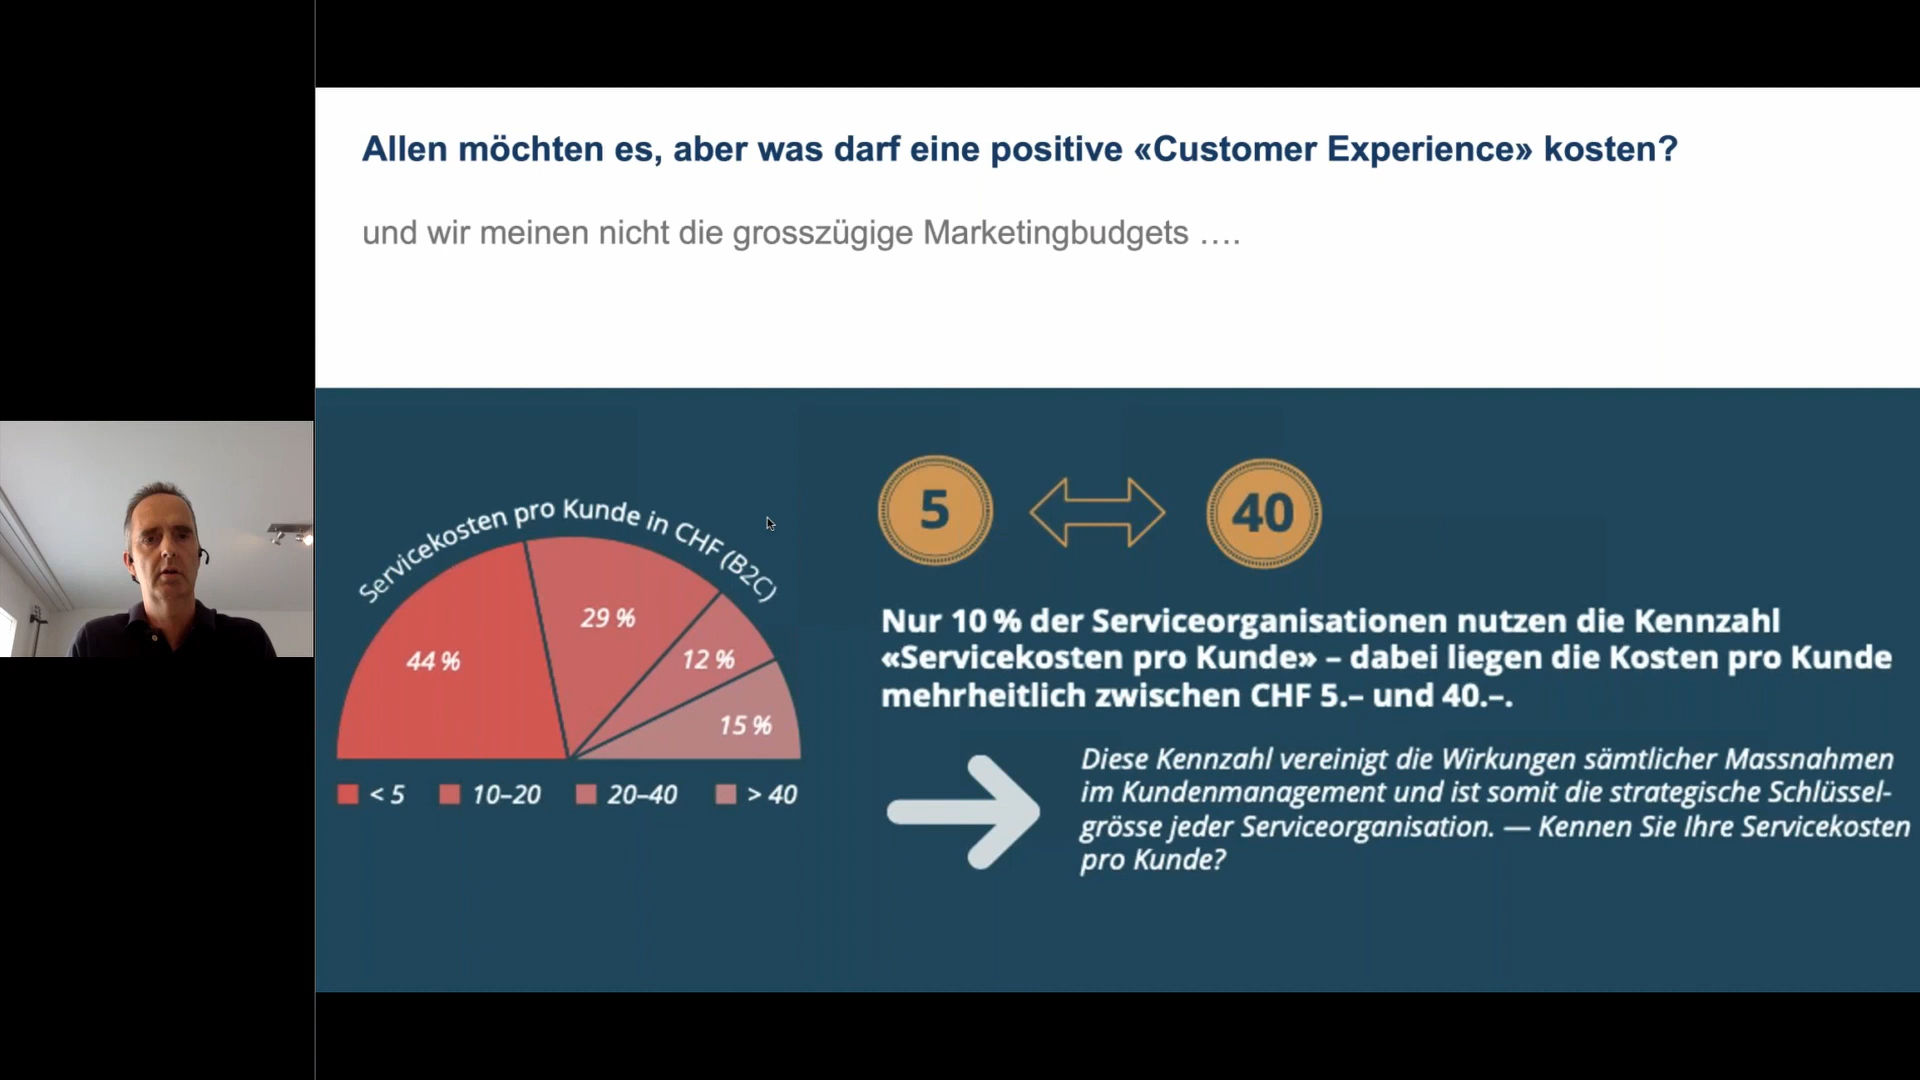 Allen möchten es, aber was darf eine positive «Customer Experience» kosten?
und wir meinen nicht die grosszügige Marketingbudgets ….
Servicekosten pro Kunde in CHF (B2C)
44 %
29 %
12 %
15 %
< 5
10–20
20–40
> 40
5
40
Nur 10 % der Serviceorganisationen nutzen die Kennzahl
«Servicekosten pro Kunde» – dabei liegen die Kosten pro Kunde
mehrheitlich zwischen CHF 5.– und 40.–.
Diese Kennzahl vereinigt die Wirkungen sämtlicher Massnahmen
im Kundenmanagement und ist somit die strategische Schlüssel-
grösse jeder Serviceorganisation. — Kennen Sie Ihre Servicekosten
pro Kunde?